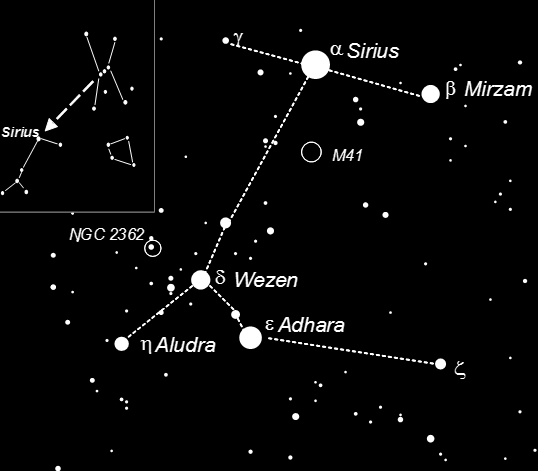 γ
α Sirius
β Mirzam
Sirius
M41
NGC 2362
δ Wezen
ε Adhara
η Aludra
ζ